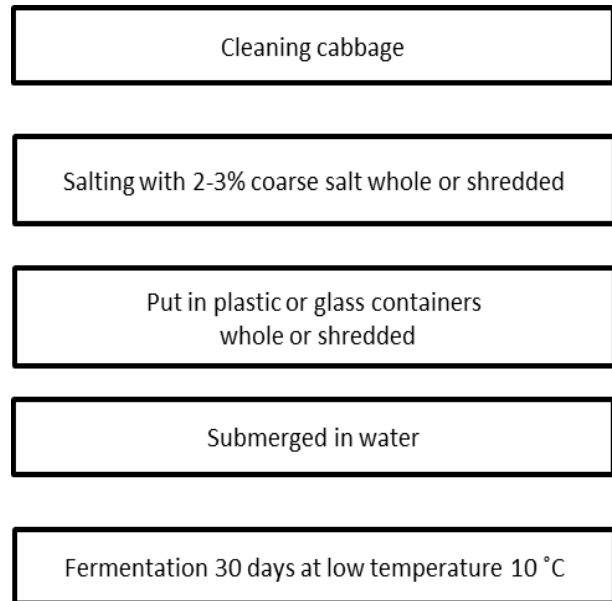 Cleaning cabbage
Salting with 2-3% coarse salt whole or shredded
Put in plastic or glass containers
whole or shredded
Submerged in water
Fermentation 30 days at low temperature 10 ˚C